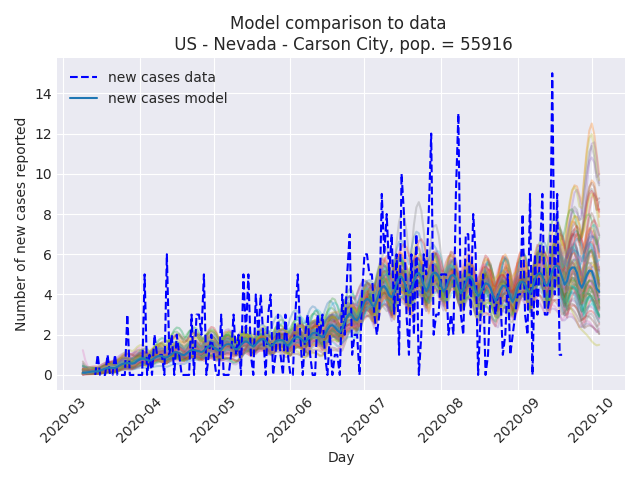 Model comparison to data
US - Nevada - Carson City, pop. = 55916
new cases data
new cases model
Number of new cases reported
14
12
10
8
6
4
2
0
2020-03
2020-04
2020-05
2020-06
2020-07
2020-08
2020-09
2020-10
Day